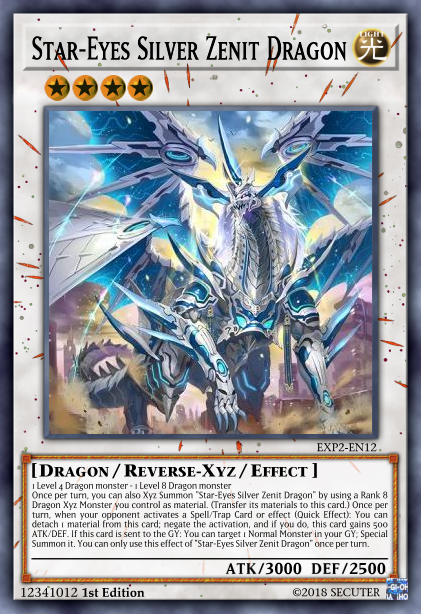 Star-Eyes Silver Zenit Dragon
LIGHT
光
EXP2-EN12
[Dragon / Reverse-Xyz / Effect ]
1 Level 4 Dragon monster - 1 Level 8 Dragon monster
Once per turn, you can also Xyz Summon "Star-Eyes Silver Zenit Dragon" by using a Rank 8
Dragon Xyz Monster you control as material. (Transfer its materials to this card.) Once per
turn, when your opponent activates a Spell/Trap Card or effect (Quick Effect): You can
detach 1 material from this card; negate the activation, and if you do, this card gains 500
ATK/DEF. If this card is sent to the GY: You can target 1 Normal Monster in your GY; Special
Summon it. You can only use this effect of "Star-Eyes Silver Zenit Dragon" once per turn.
ATK/3000 DEF/2500
12341012 1st Edition
©2018 SECUTER